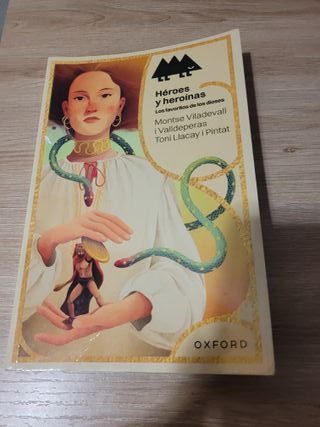 Héroes
y heroínas
Los favoritos de los dioses
Montse Viladevall
i Valldeperas
Toni Llacay i Pintat
OXFORD